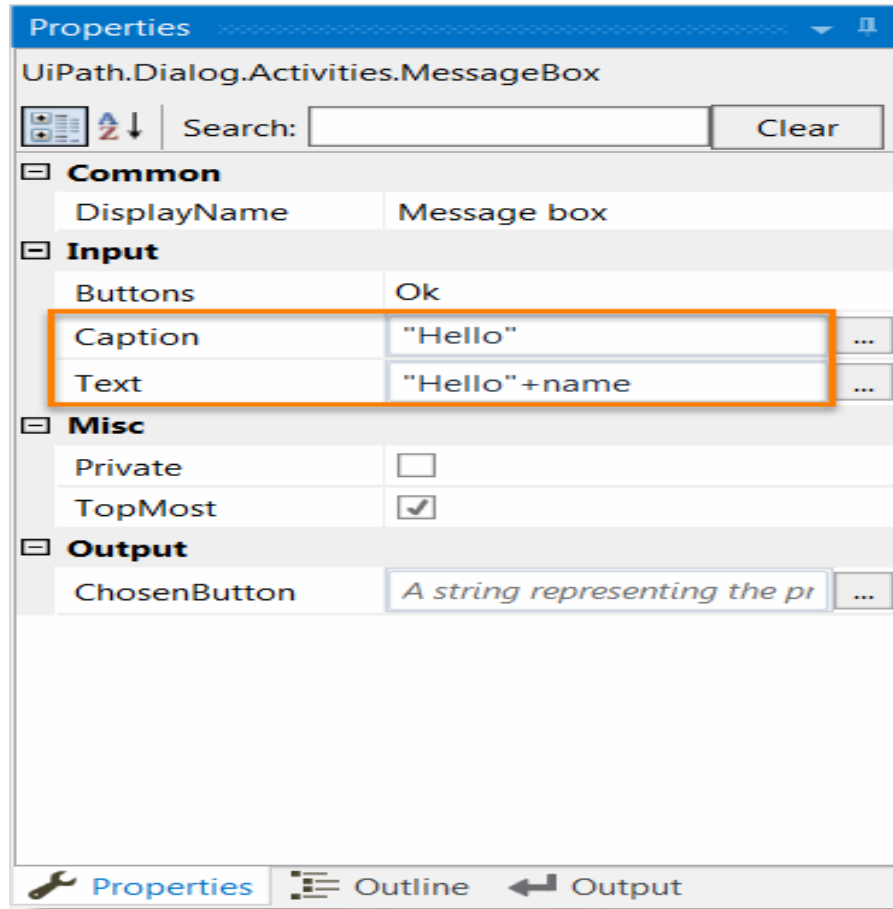 Properties
UiPath.Dialog.Activities.MessageBox
AZ Search: Clear
Common
DisplayName Message box
Input
Buttons Ok
Caption "Hello" ...
Text "Hello"+name ...
Misc
Private
TopMost
Output
ChosenButton A string representing the pr ...
Properties Outline Output